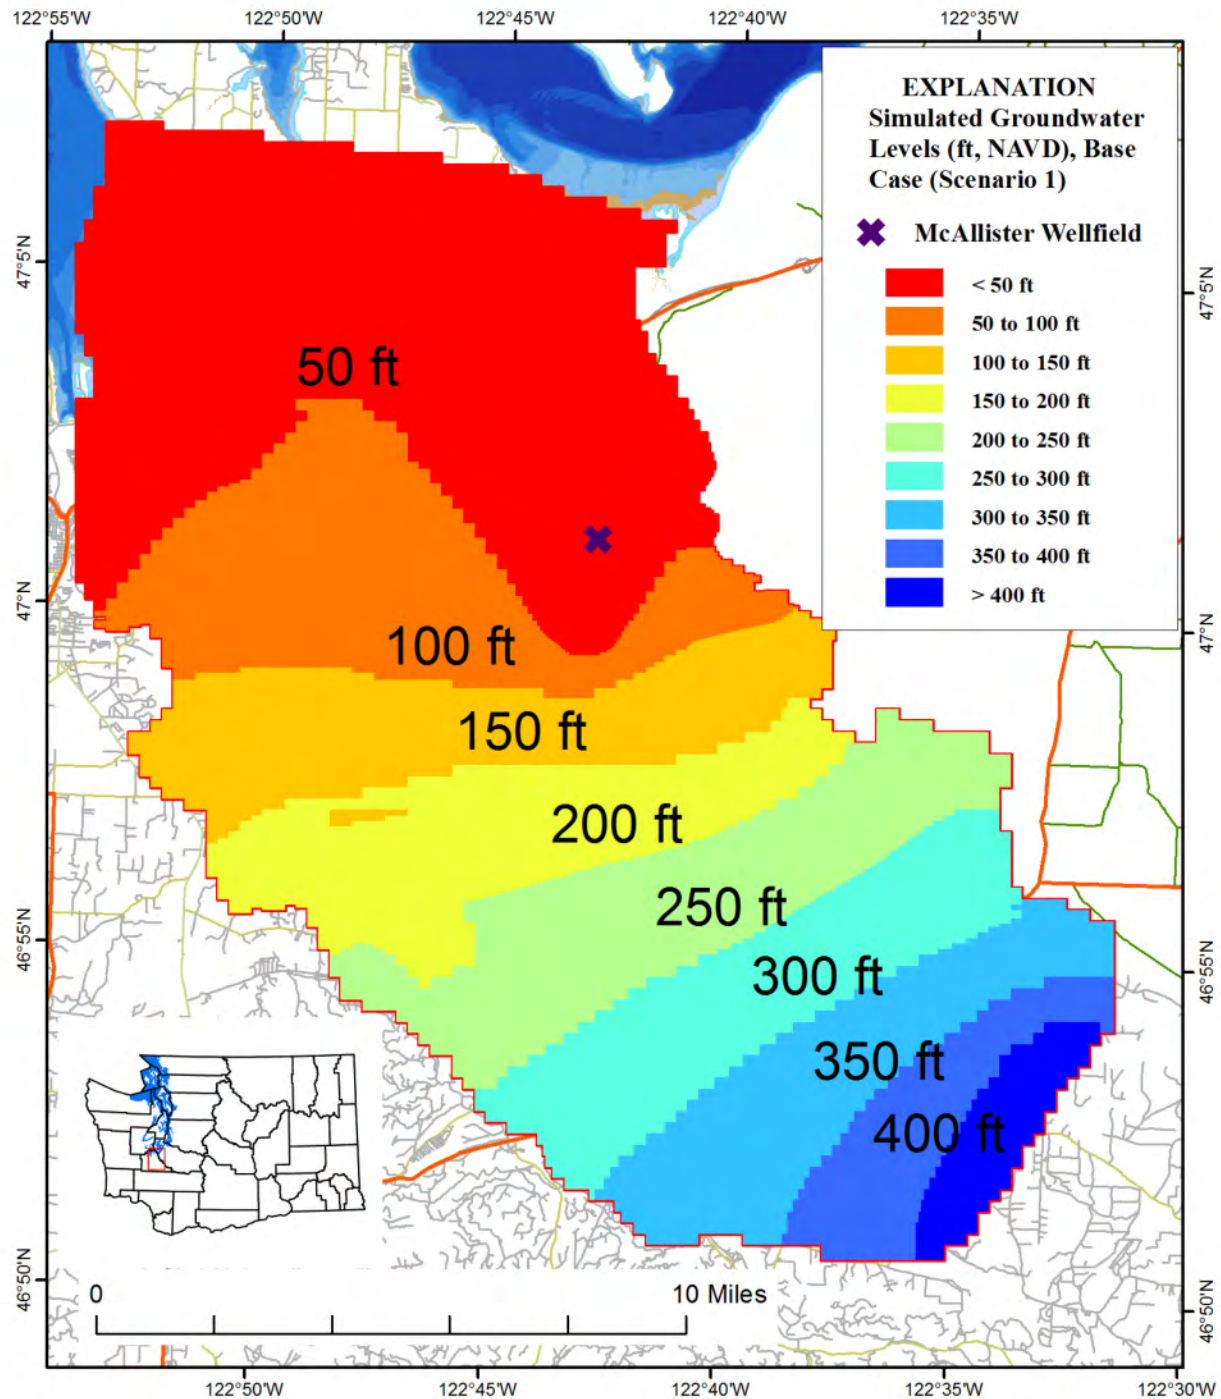 122°55'W 122°50'W 122°45'W 122°40'W 122°35'W
EXPLANATION
Simulated Groundwater
Levels (ft, NAVD), Base
Case (Scenario 1)
McAllister Wellfield
< 50 ft
50 to 100 ft
100 to 150 ft
150 to 200 ft
200 to 250 ft
250 to 300 ft
300 to 350 ft
350 to 400 ft
> 400 ft
47°5'N
47°N
46°55'N
46°50'N
47°5'N
47°N
46°55'N
46°50'N
50 ft
100 ft
150 ft
200 ft
250 ft
300 ft
350 ft
400 ft
0 10 Miles
122°50'W 122°45'W 122°40'W 122°35'W 122°30'W